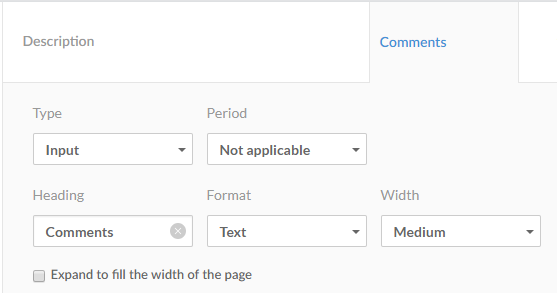 Description Comments
Type Period
Input Not applicable
Heading Format Width
Comments Text Medium
Expand to fill the width of the page